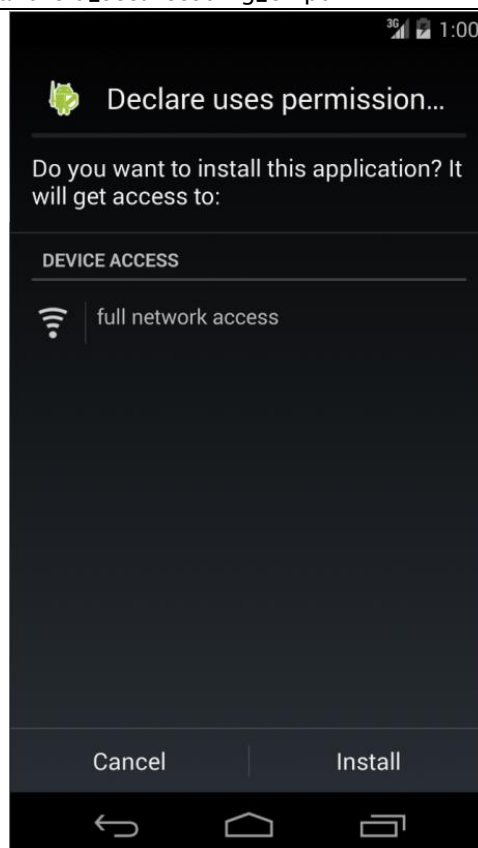 3G 1:00
Declare uses permission...
Do you want to install this application? It
will get access to:
DEVICE ACCESS
full network access
Cancel Install